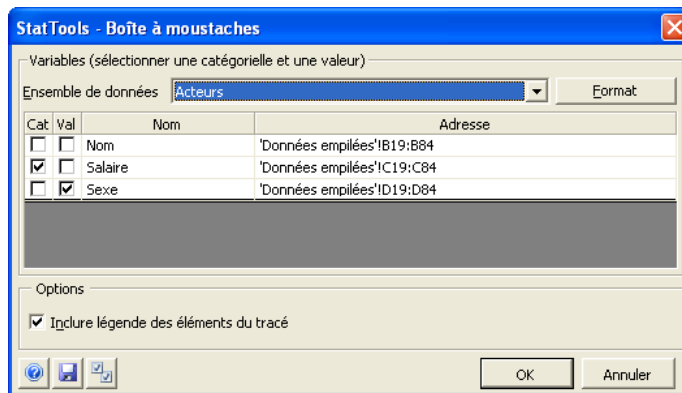 StatTools - Boîte à moustaches
Variables (sélectionner une catégorielle et une valeur)
Ensemble de données Acteurs Format
Cat Val Nom Adresse
Nom 'Données empilées'!B19:B84
Salaire 'Données empilées'!C19:C84
Sexe 'Données empilées'!D19:D84
Options
Inclure légende des éléments du tracé
OK Annuler